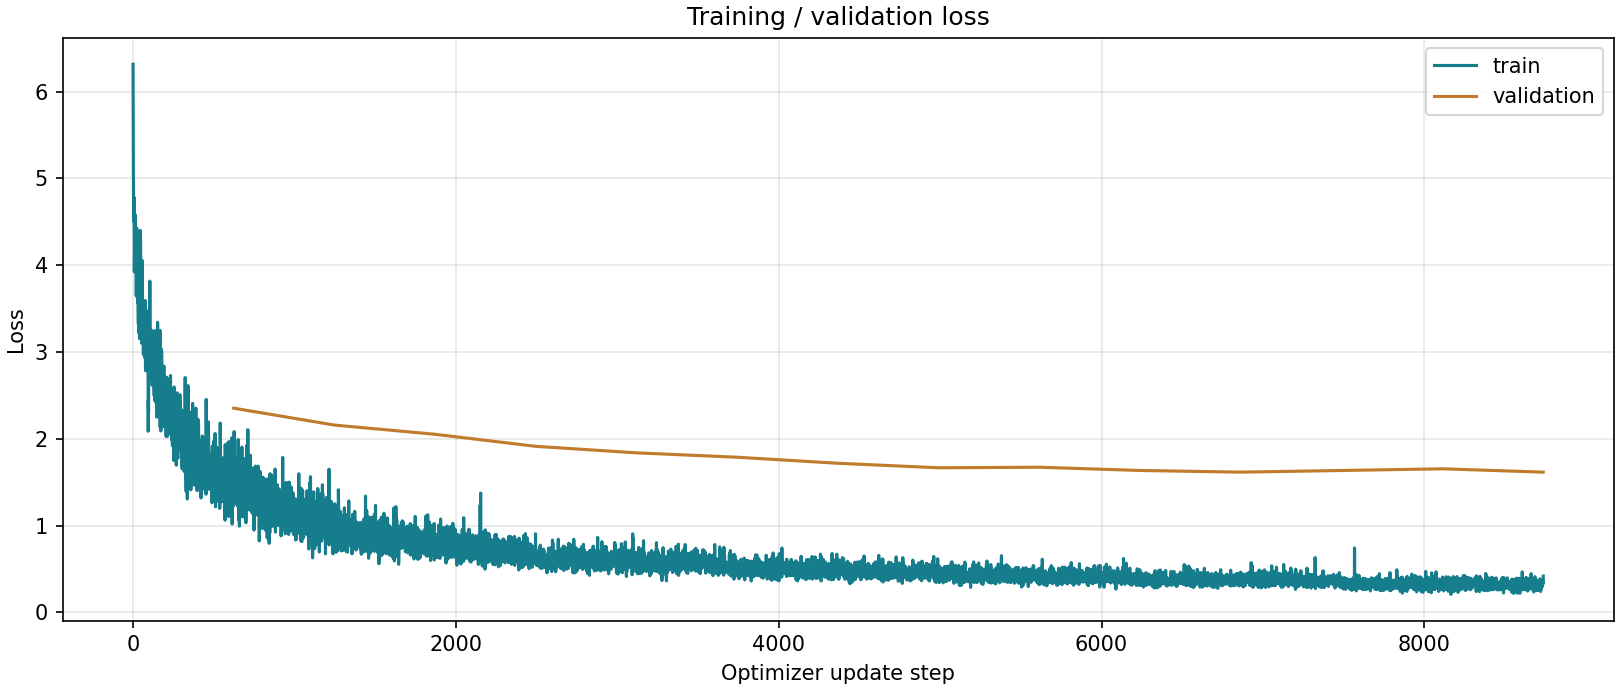 Training / validation loss
train
validation
6
5
4
3
2
1
0
Loss
0
2000
4000
6000
8000
Optimizer update step